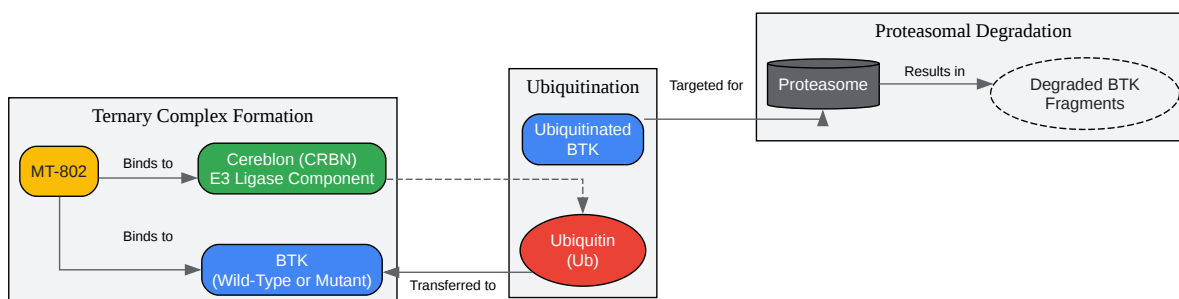 Proteasomal Degradation
Proteasome
Results in
Degraded BTK
Fragments
Ubiquitination
Targeted for
Ubiquitinated
BTK
Ubiquitin
(Ub)
Transferred to
Ternary Complex Formation
MT-802
Binds to
Cereblon (CRBN)
E3 Ligase Component
Binds to
BTK
(Wild-Type or Mutant)